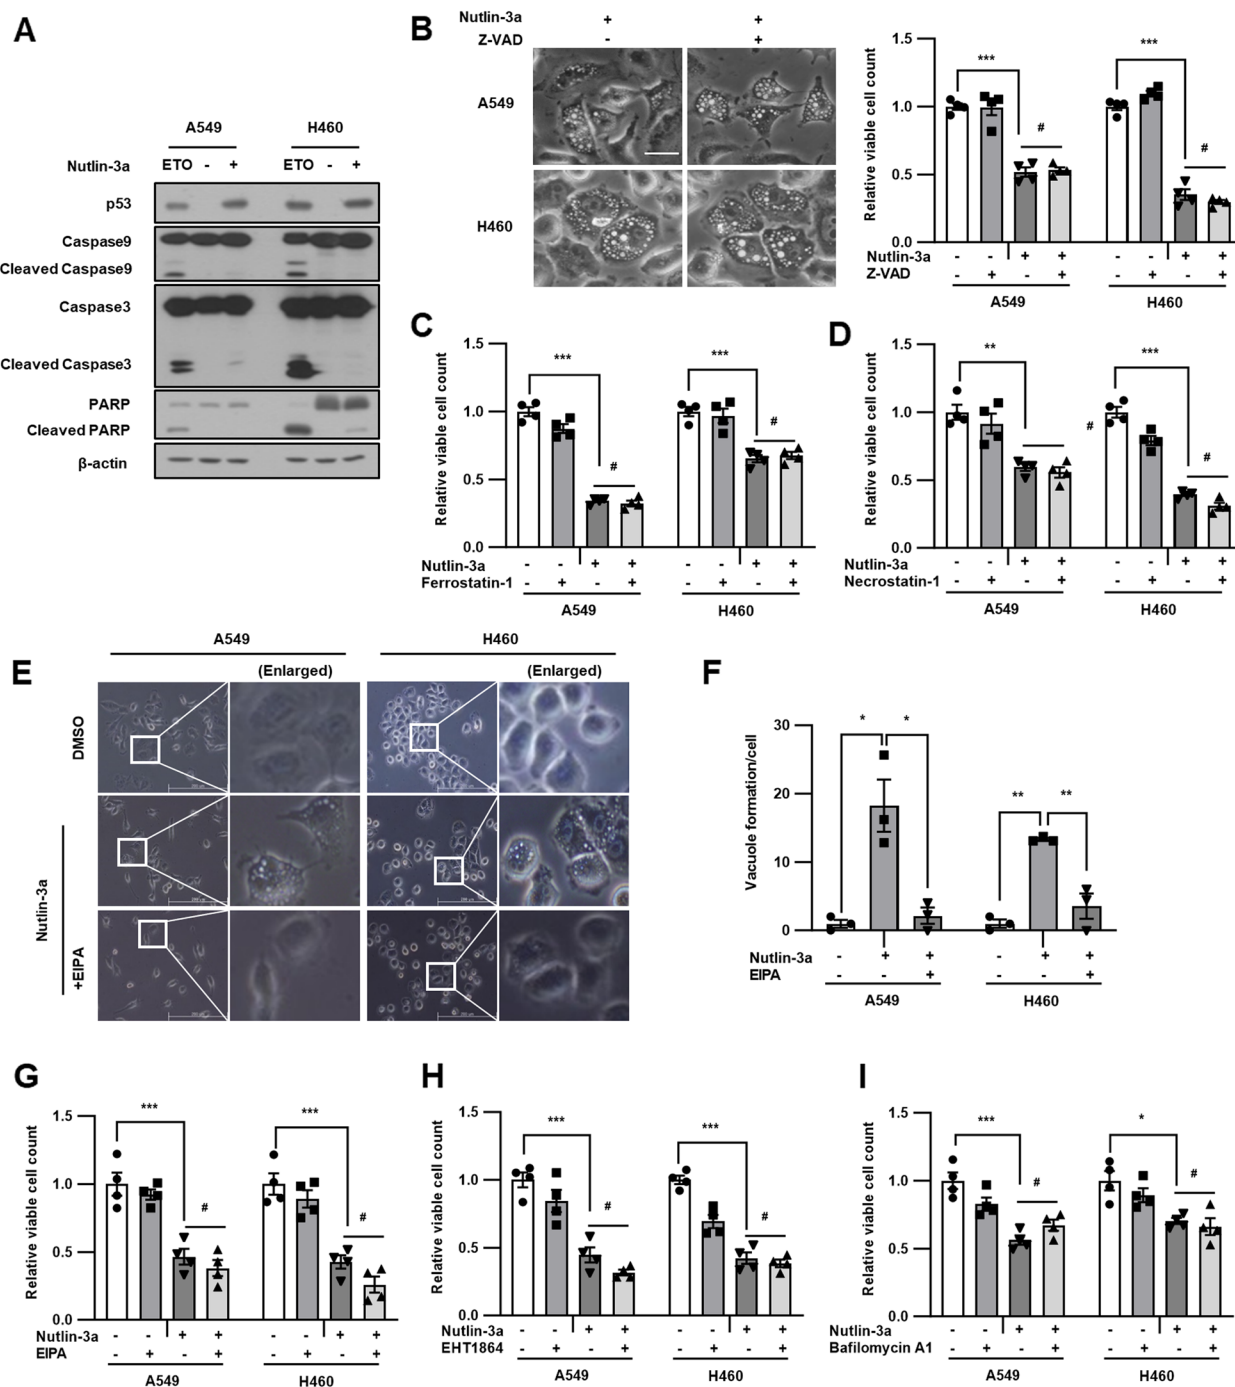 A
A549 H460
Nutlin-3a ETO - + ETO - +
p53
Caspase9
Cleaved Caspase9
Caspase3
Cleaved Caspase3
PARP
Cleaved PARP
β-actin
B
Nutlin-3a + +
Z-VAD - +
A549
H460
Relative viable cell count
1.5
1.0
0.5
0.0
*** # *** #
Nutlin-3a - - + + - - + +
Z-VAD - + - + - + - +
A549 H460
C
Relative viable cell count
1.5
1.0
0.5
0.0
*** # *** #
Nutlin-3a - - + + - - + +
Ferrostatin-1 - + - + - + - +
A549 H460
D
Relative viable cell count
1.5
1.0
0.5
0.0
** # *** #
Nutlin-3a - - + + - - + +
Necrostatin-1 - + - + - + - +
A549 H460
E
A549 H460
(Enlarged) (Enlarged)
DMSO
Nutlin-3a
+EIPA
F
Vacuole formation/cell
30
20
10
0
* * ** **
Nutlin-3a - + + - + +
EIPA - - + - - +
A549 H460
G
Relative viable cell count
1.5
1.0
0.5
0.0
*** # *** #
Nutlin-3a - - + + - - + +
EIPA - + - + - + - +
A549 H460
H
Relative viable cell count
1.5
1.0
0.5
0.0
*** # *** #
Nutlin-3a - - + + - - + +
EHT1864 - + - + - + - +
A549 H460
I
Relative viable cell count
1.5
1.0
0.5
0.0
*** # * #
Nutlin-3a - - + + - - + +
Bafilomycin A1 - + - + - + - +
A549 H460